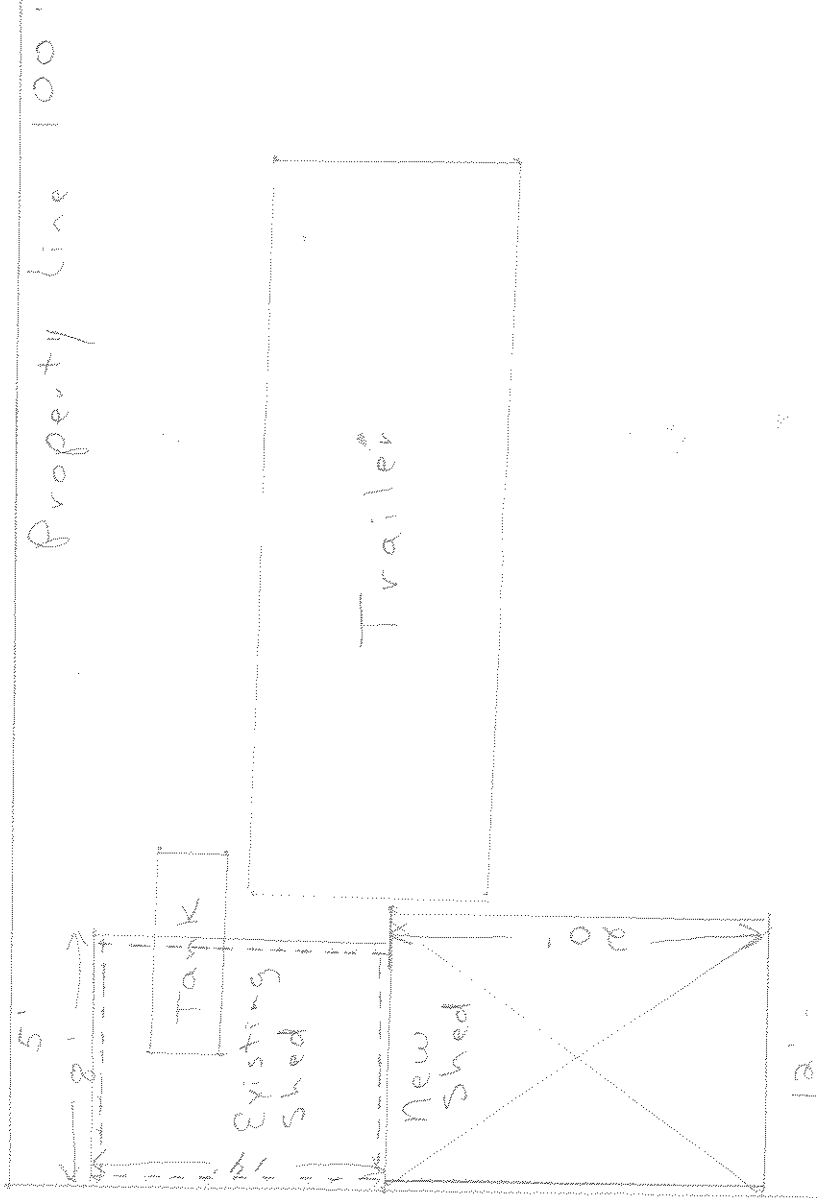 Property Line 100'
Trailer
5'
8'
Tank
Existing
Shed
New
Shed
20'
12'